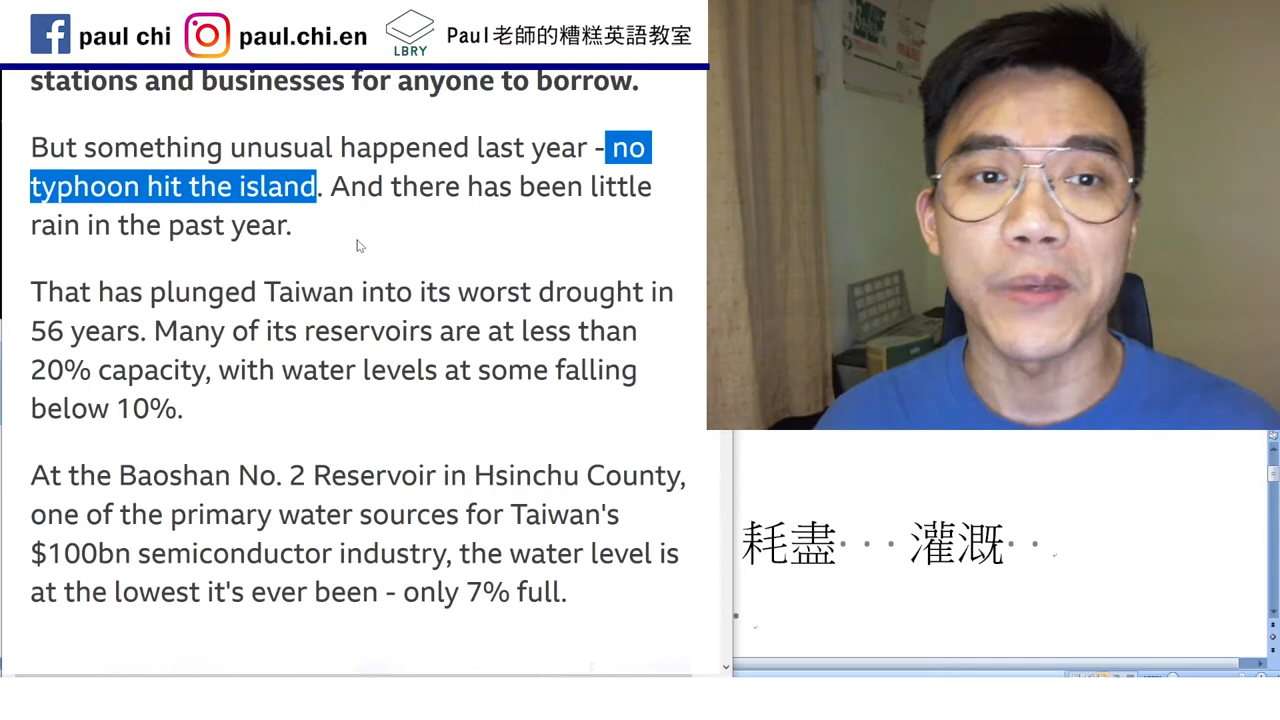 paul chi paul.chi.en LBRY Paul老師的糟糕英語教室
stations and businesses for anyone to borrow.
But something unusual happened last year - no
typhoon hit the island. And there has been little
rain in the past year.
That has plunged Taiwan into its worst drought in
56 years. Many of its reservoirs are at less than
20% capacity, with water levels at some falling
below 10%.
At the Baoshan No. 2 Reservoir in Hsinchu County,
one of the primary water sources for Taiwan's
$100bn semiconductor industry, the water level is
at the lowest it's ever been - only 7% full.
耗盡··· 灌溉··